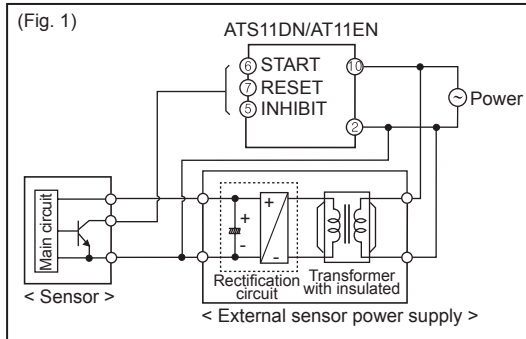 (Fig. 1)
ATS11DN/AT11EN
6 START
10
7 RESET
5 INHIBIT
2
Power
Main circuit
+
-
+
-
Rectification
circuit
Transformer
with insulated
< Sensor >
< External sensor power supply >